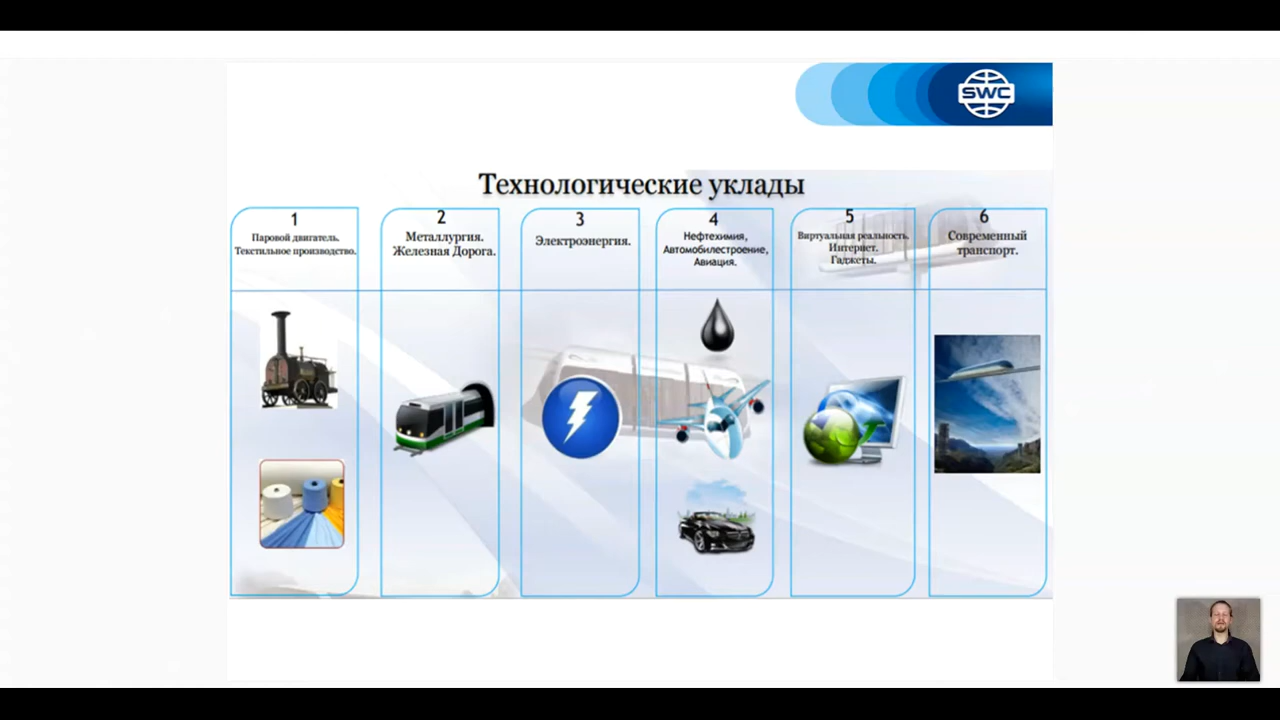 SWC
Технологические уклады
1
Паровой двигатель.
Текстильное производство.
2
Металлургия.
Железная Дорога.
3
Электроэнергия.
4
Нефтехимия,
Автомобилестроение,
Авиация.
5
Виртуальная реальность.
Интернет.
Гаджеты.
6
Современный
транспорт.